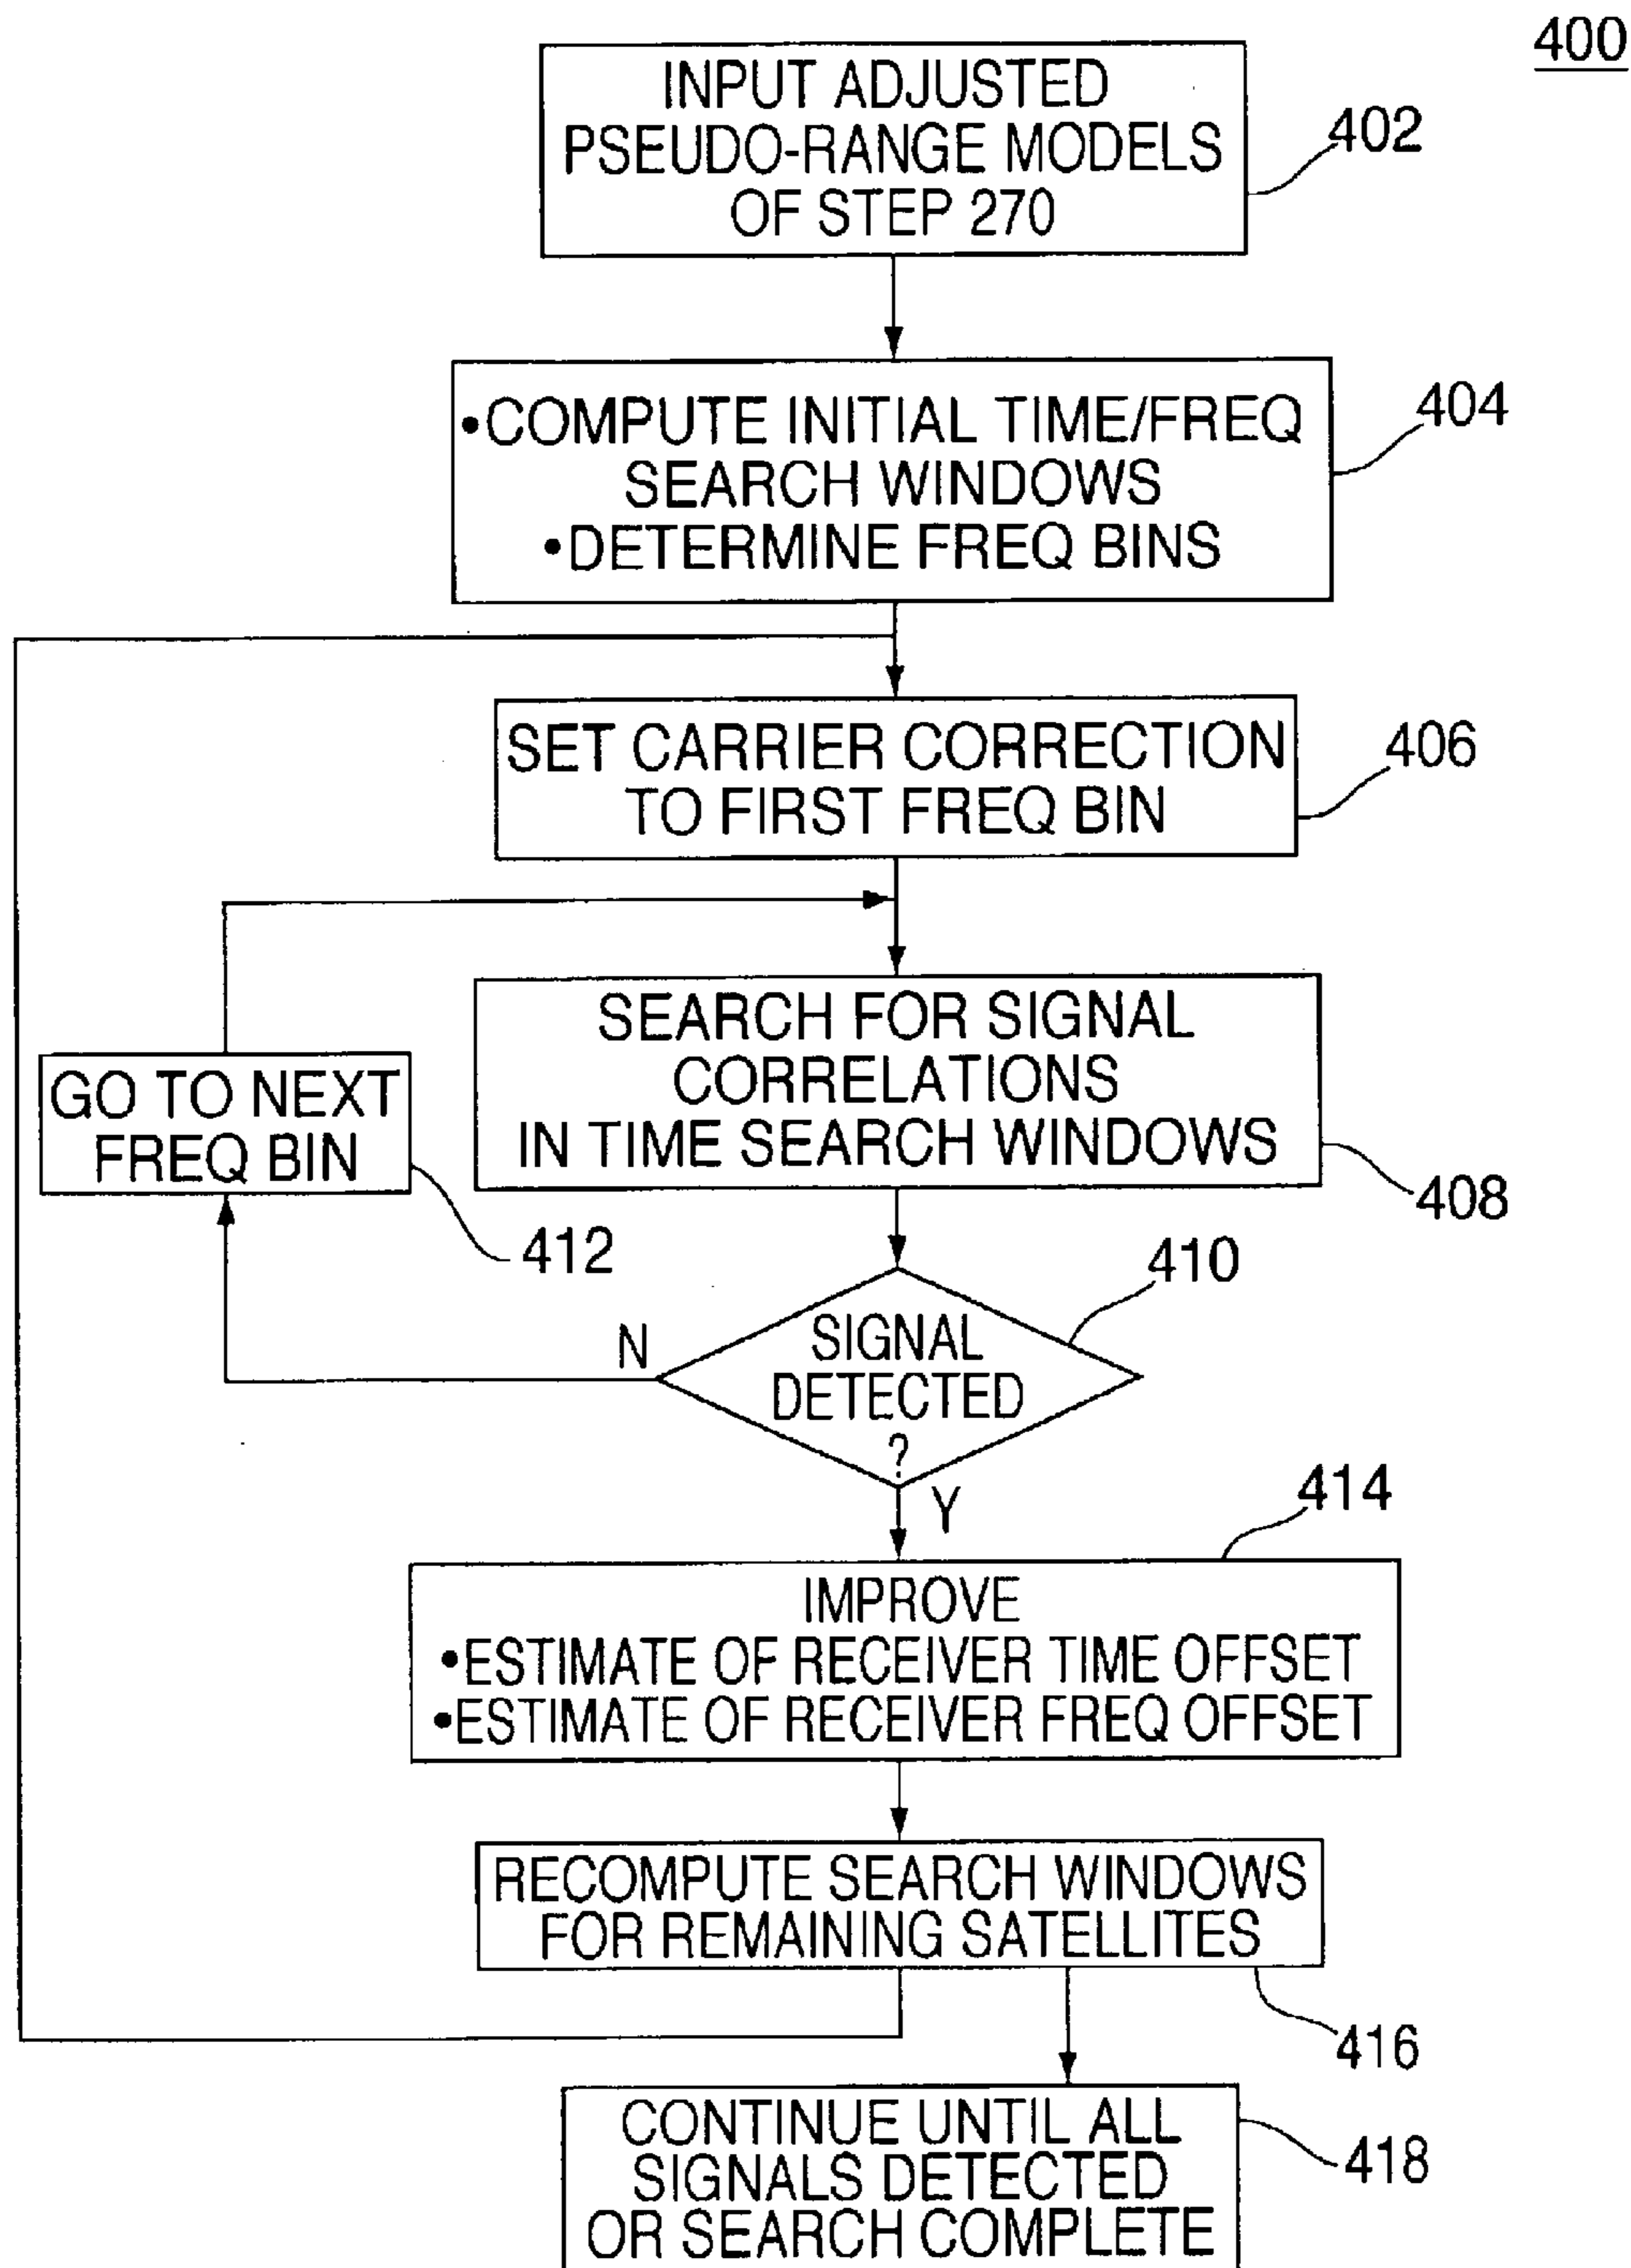 400
INPUT ADJUSTED
PSEUDO-RANGE MODELS
OF STEP 270
402
•COMPUTE INITIAL TIME/FREQ
SEARCH WINDOWS
•DETERMINE FREQ BINS
404
SET CARRIER CORRECTION
TO FIRST FREQ BIN
406
SEARCH FOR SIGNAL
CORRELATIONS
IN TIME SEARCH WINDOWS
408
GO TO NEXT
FREQ BIN
412
410
SIGNAL
DETECTED
?
N
Y
414
IMPROVE
•ESTIMATE OF RECEIVER TIME OFFSET
•ESTIMATE OF RECEIVER FREQ OFFSET
RECOMPUTE SEARCH WINDOWS
FOR REMAINING SATELLITES
416
CONTINUE UNTIL ALL
SIGNALS DETECTED
OR SEARCH COMPLETE
418